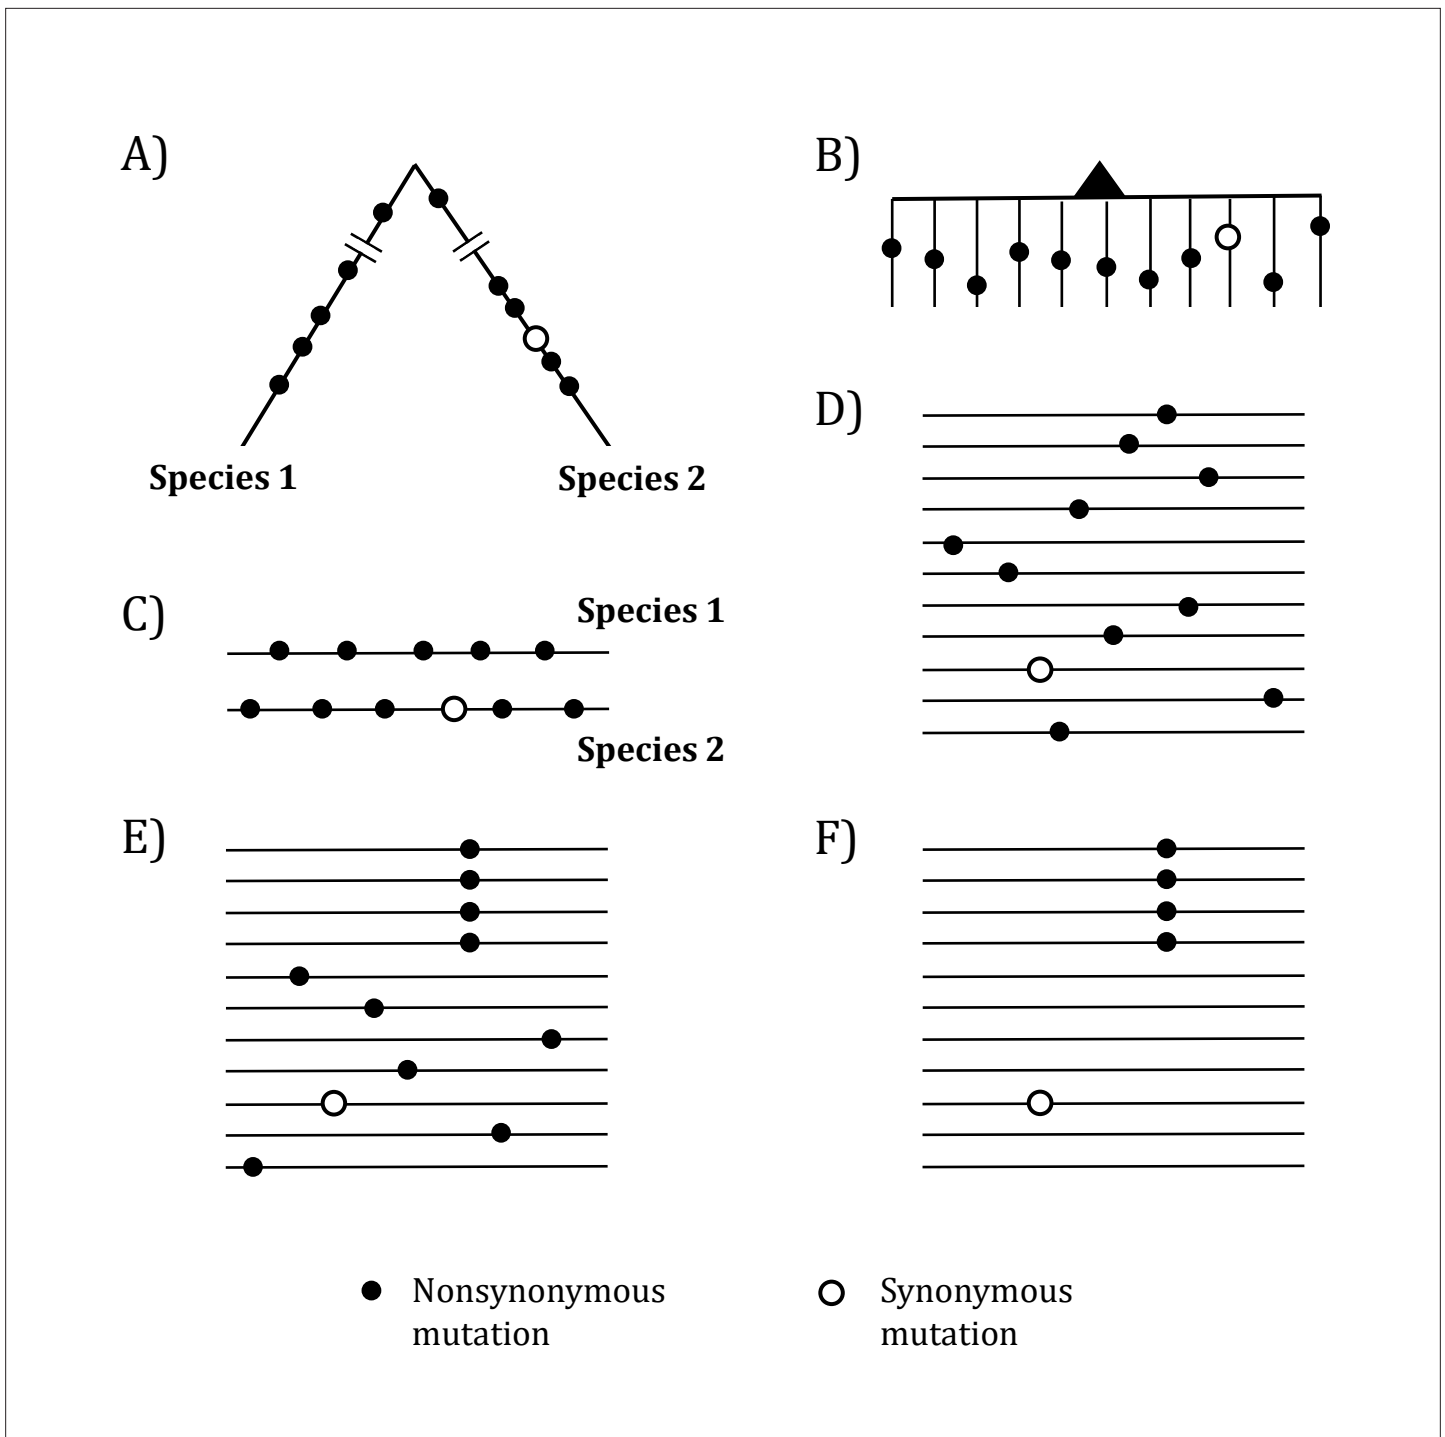 A)
Species 1
Species 2
B)
C)
Species 1
Species 2
D)
E)
F)
Nonsynonymous
mutation
Synonymous
mutation